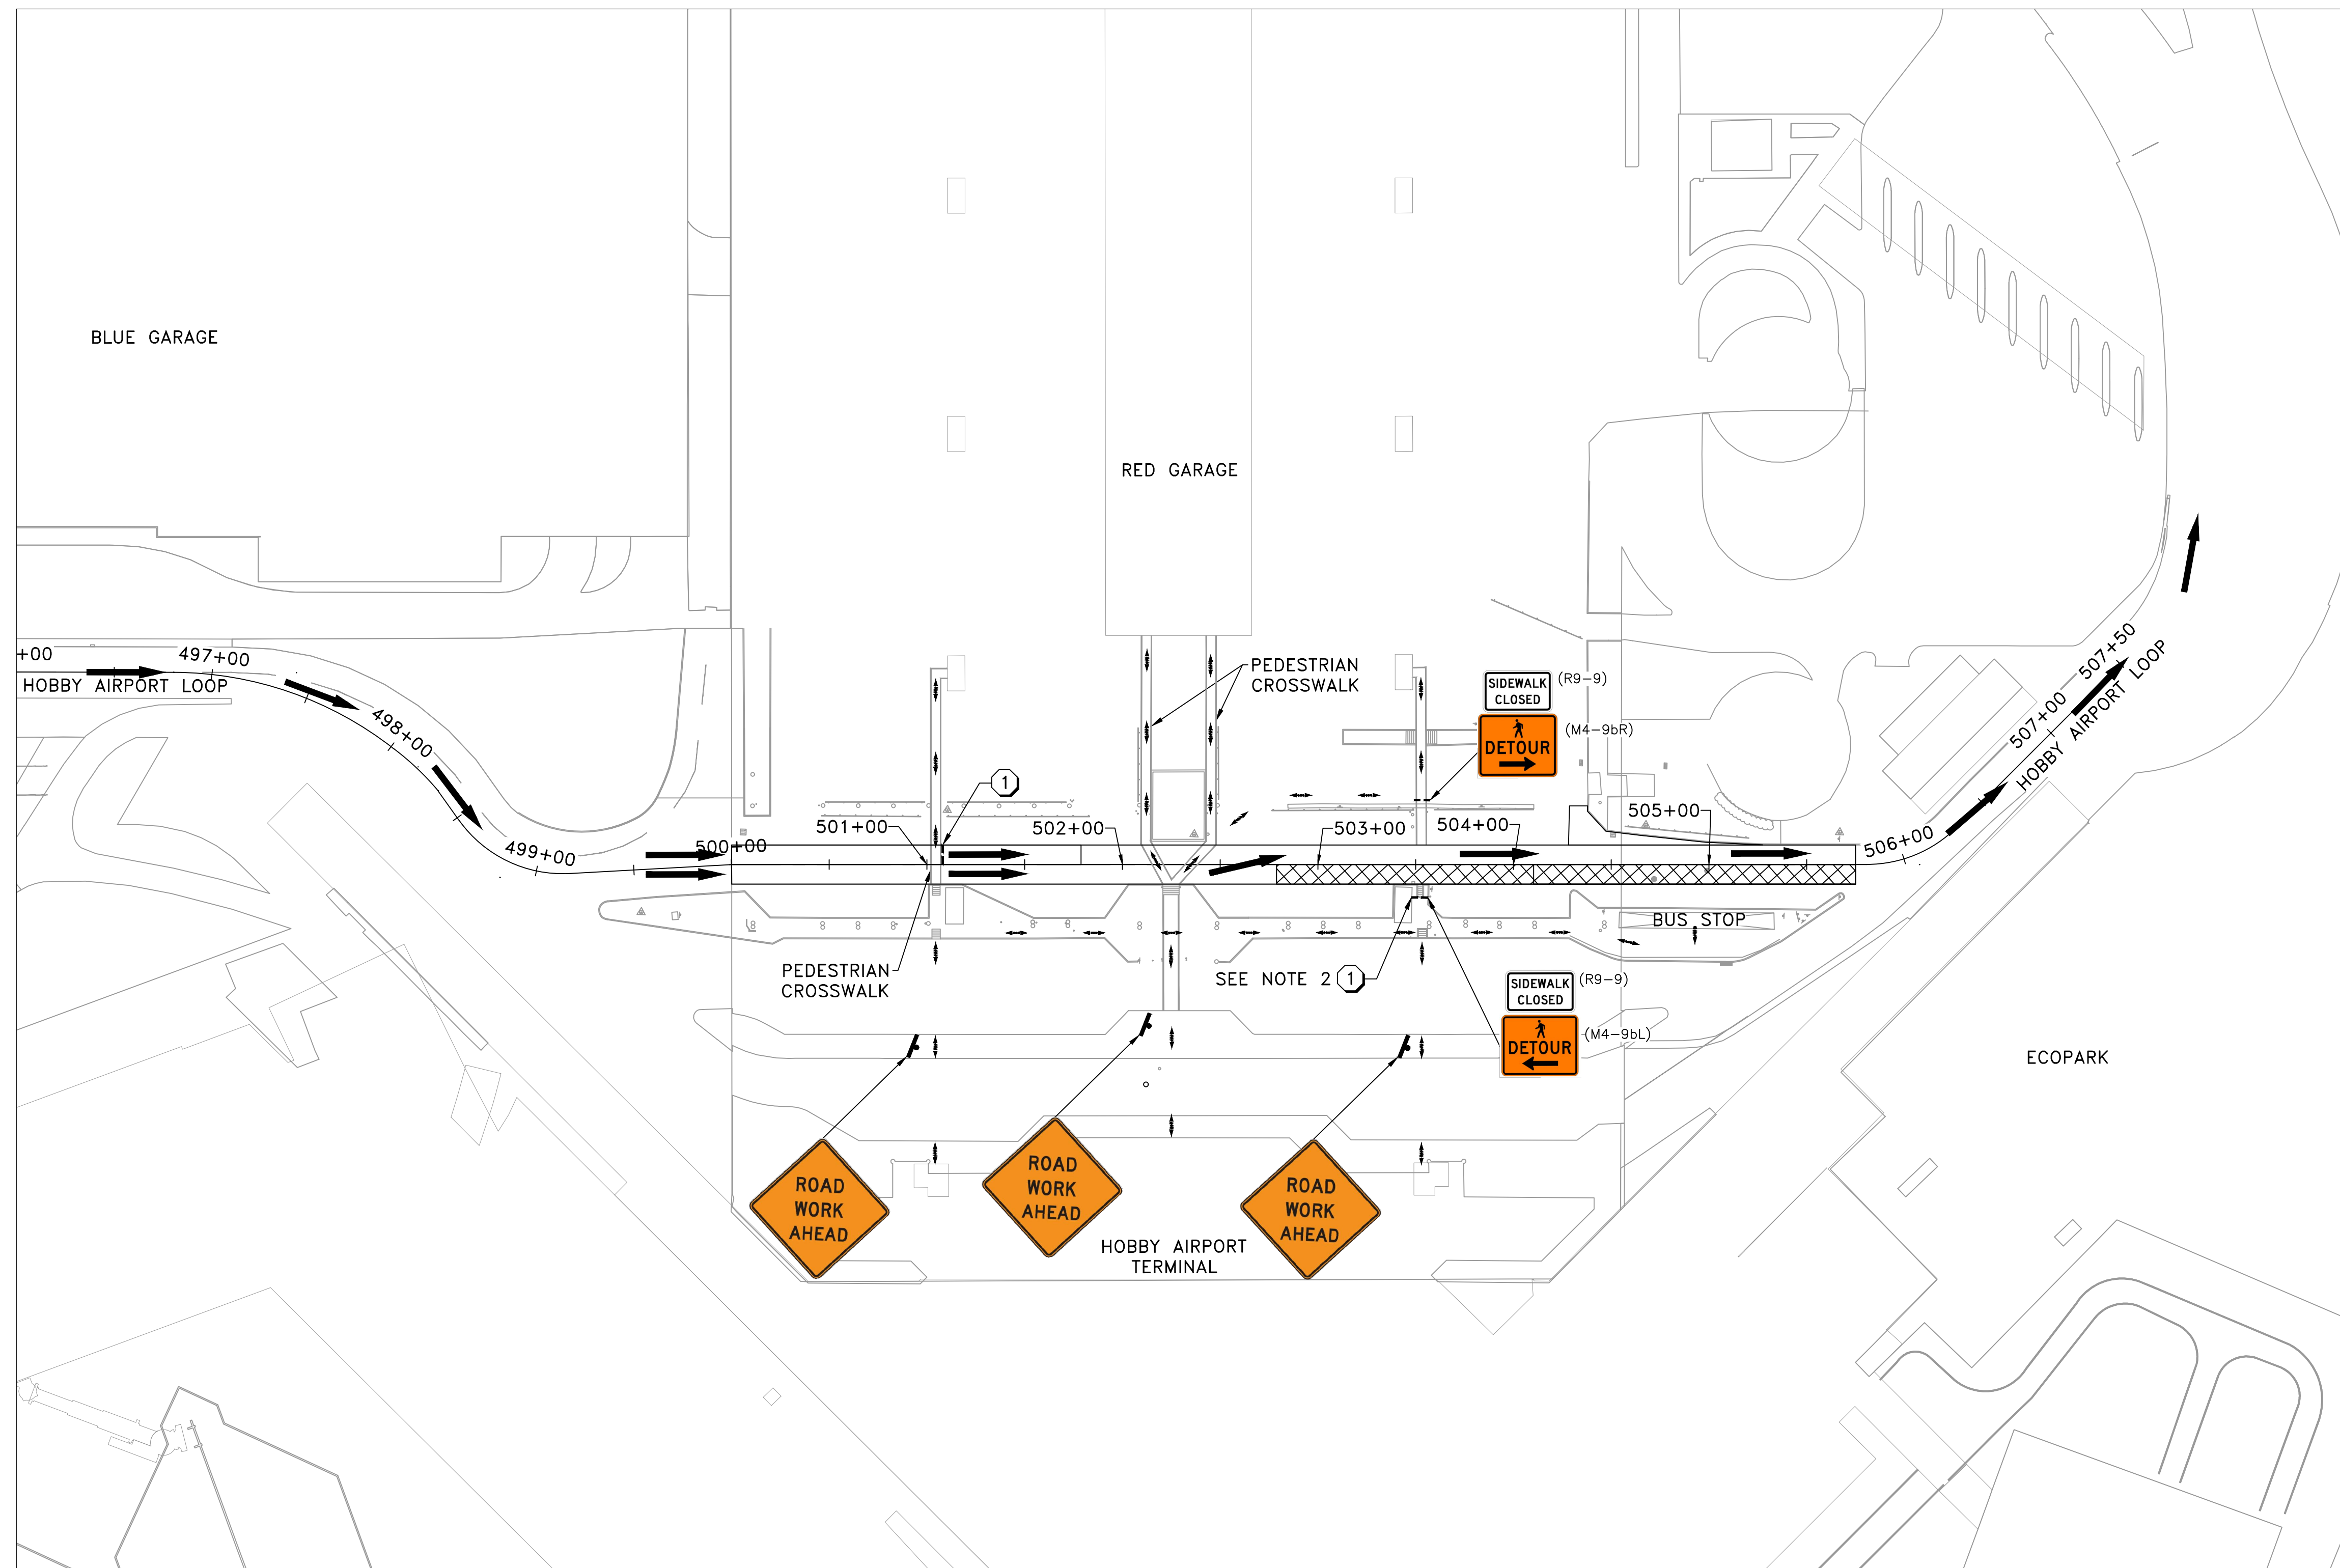 BLUE GARAGE
RED GARAGE
+00
497+00
HOBBY AIRPORT LOOP
498+00
499+00
500+00
501+00
1
502+00
PEDESTRIAN
CROSSWALK
SIDEWALK
CLOSED
(R9-9)
DETOUR
(M4-9bR)
503+00
504+00
505+00
506+00
507+00
507+50
HOBBY AIRPORT LOOP
BUS STOP
PEDESTRIAN
CROSSWALK
SEE NOTE 2
1
SIDEWALK
CLOSED
(R9-9)
DETOUR
(M4-9bL)
ECOPARK
ROAD
WORK
AHEAD
ROAD
WORK
AHEAD
ROAD
WORK
AHEAD
HOBBY AIRPORT
TERMINAL